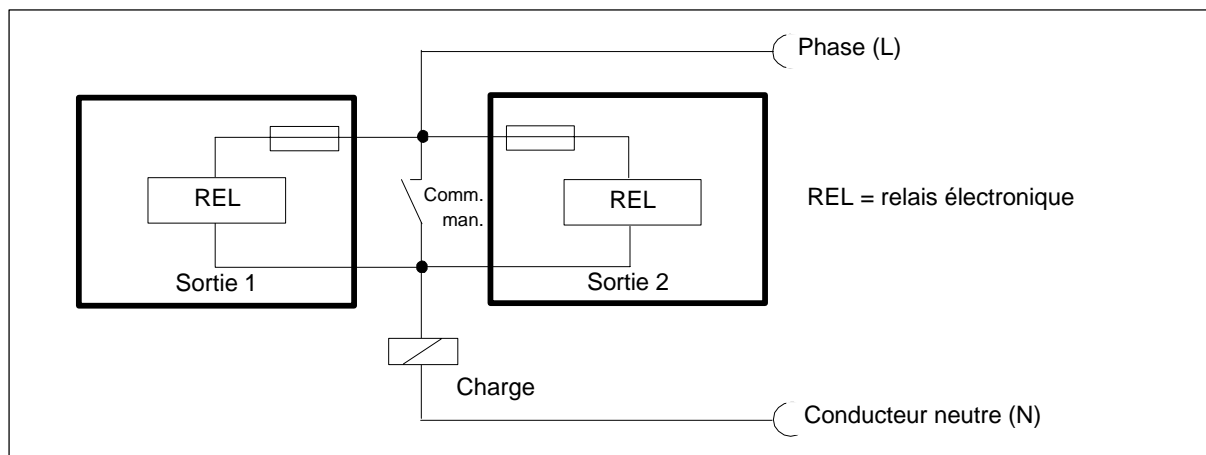 Phase (L)
REL
Comm.
man.
REL
REL = relais électronique
Sortie 1
Sortie 2
Charge
Conducteur neutre (N)